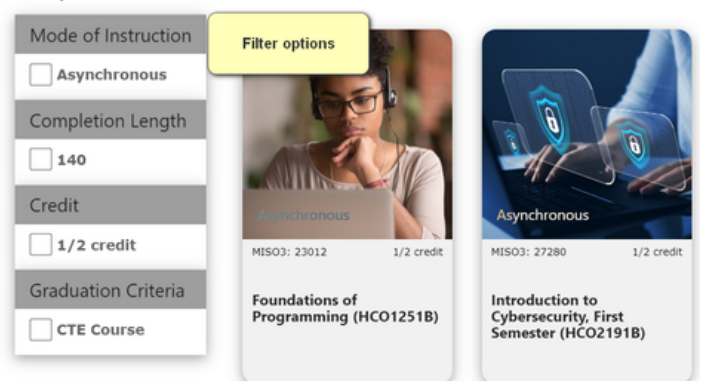 Mode of Instruction
Asynchronous
Completion Length
140
Credit
1/2 credit
Graduation Criteria
CTE Course
Filter options
Asynchronous
MISO3: 23012 1/2 credit
Foundations of
Programming (HCO1251B)
Asynchronous
MISO3: 27280 1/2 credit
Introduction to
Cybersecurity, First
Semester (HCO2191B)